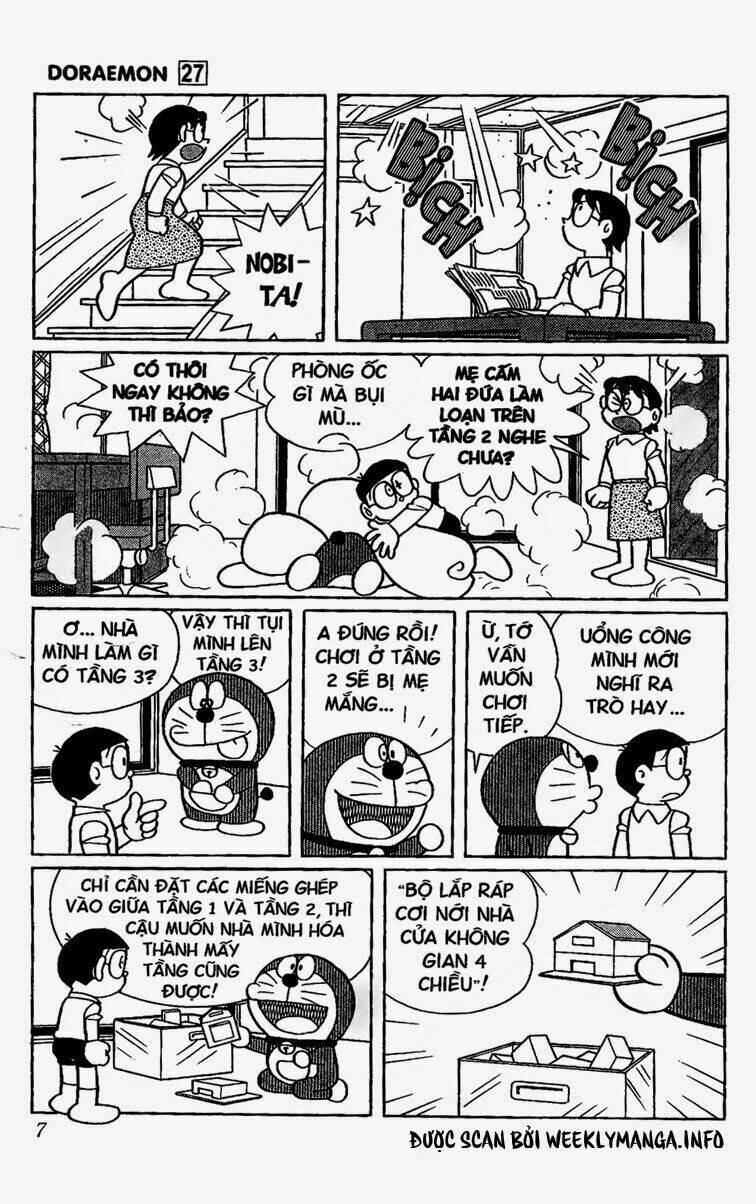 DORAEMON 27
BỊCH
BỊCH
NOBI-
TA!
MẸ CẤM
HAI ĐỨA LÀM
LOẠN TRÊN
TẦNG 2 NGHE
CHƯA?
PHÒNG ỐC
GÌ MÀ BỤI
MÙ...
CÓ THÔI
NGAY KHÔNG
THÌ BẢO?
UỔNG CÔNG
MÌNH MỚI
NGHĨ RA
TRÒ HAY...
Ừ, TỚ
VẪN
MUỐN
CHƠI
TIẾP.
A ĐÚNG RỒI!
CHƠI Ở TẦNG
2 SẼ BỊ MẸ
MẮNG...
VẬY THÌ TỤI
MÌNH LÊN
TẦNG 3!
Ơ... NHÀ
MÌNH LÀM GÌ
CÓ TẦNG 3?
"BỘ LẮP RÁP
CƠI NỚI NHÀ
CỬA KHÔNG
GIAN 4
CHIỀU"!
CHỈ CẦN ĐẶT CÁC MIẾNG GHÉP
VÀO GIỮA TẦNG 1 VÀ TẦNG 2, THÌ
CẬU MUỐN NHÀ MÌNH HÓA
THÀNH MẤY
TẦNG CŨNG
ĐƯỢC!
7
ĐƯỢC SCAN BỞI WEEKLYMANGA.INFO